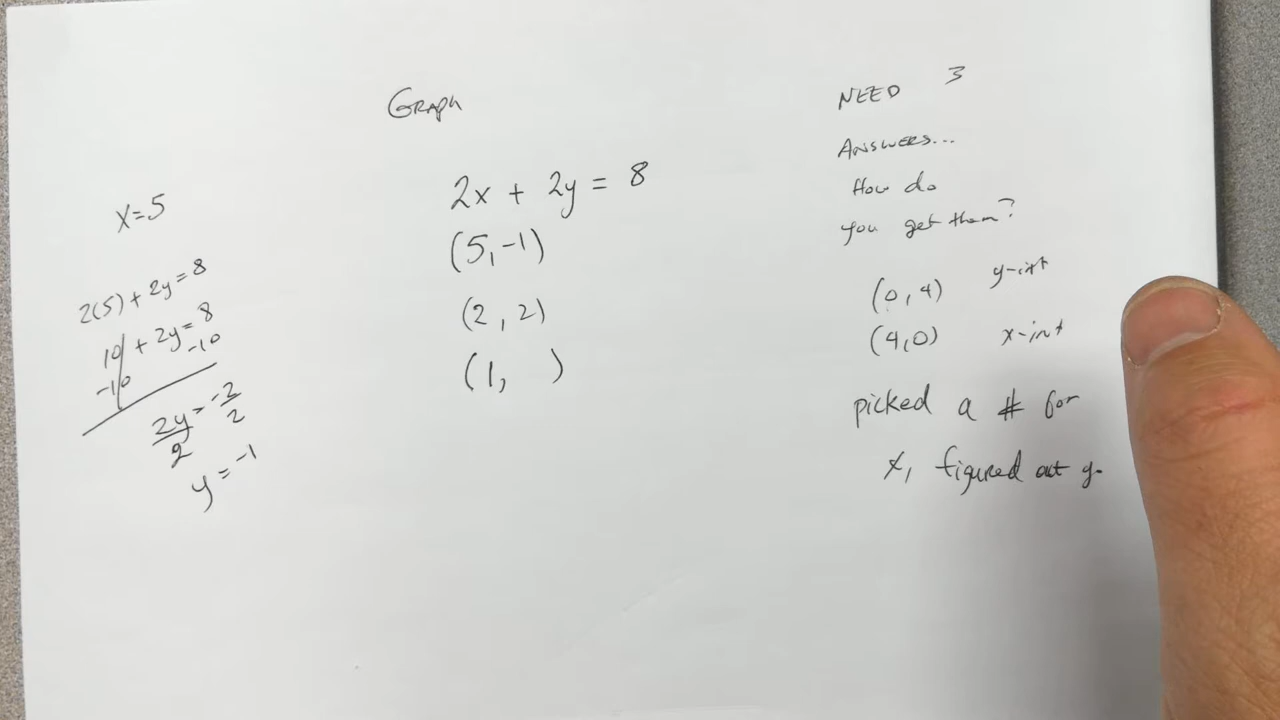 GRAPH
2x + 2y = 8
(5, -1)
(2, 2)
(1, )
x=5
2(5) + 2y = 8
10 + 2y = 8
-10 -10
2y = -2
2 2
y = -1
NEED 3
ANSWERS...
How do
you get them?
(0, 4) y-int
(4,0) x-int
picked a # for
x, figured out y.